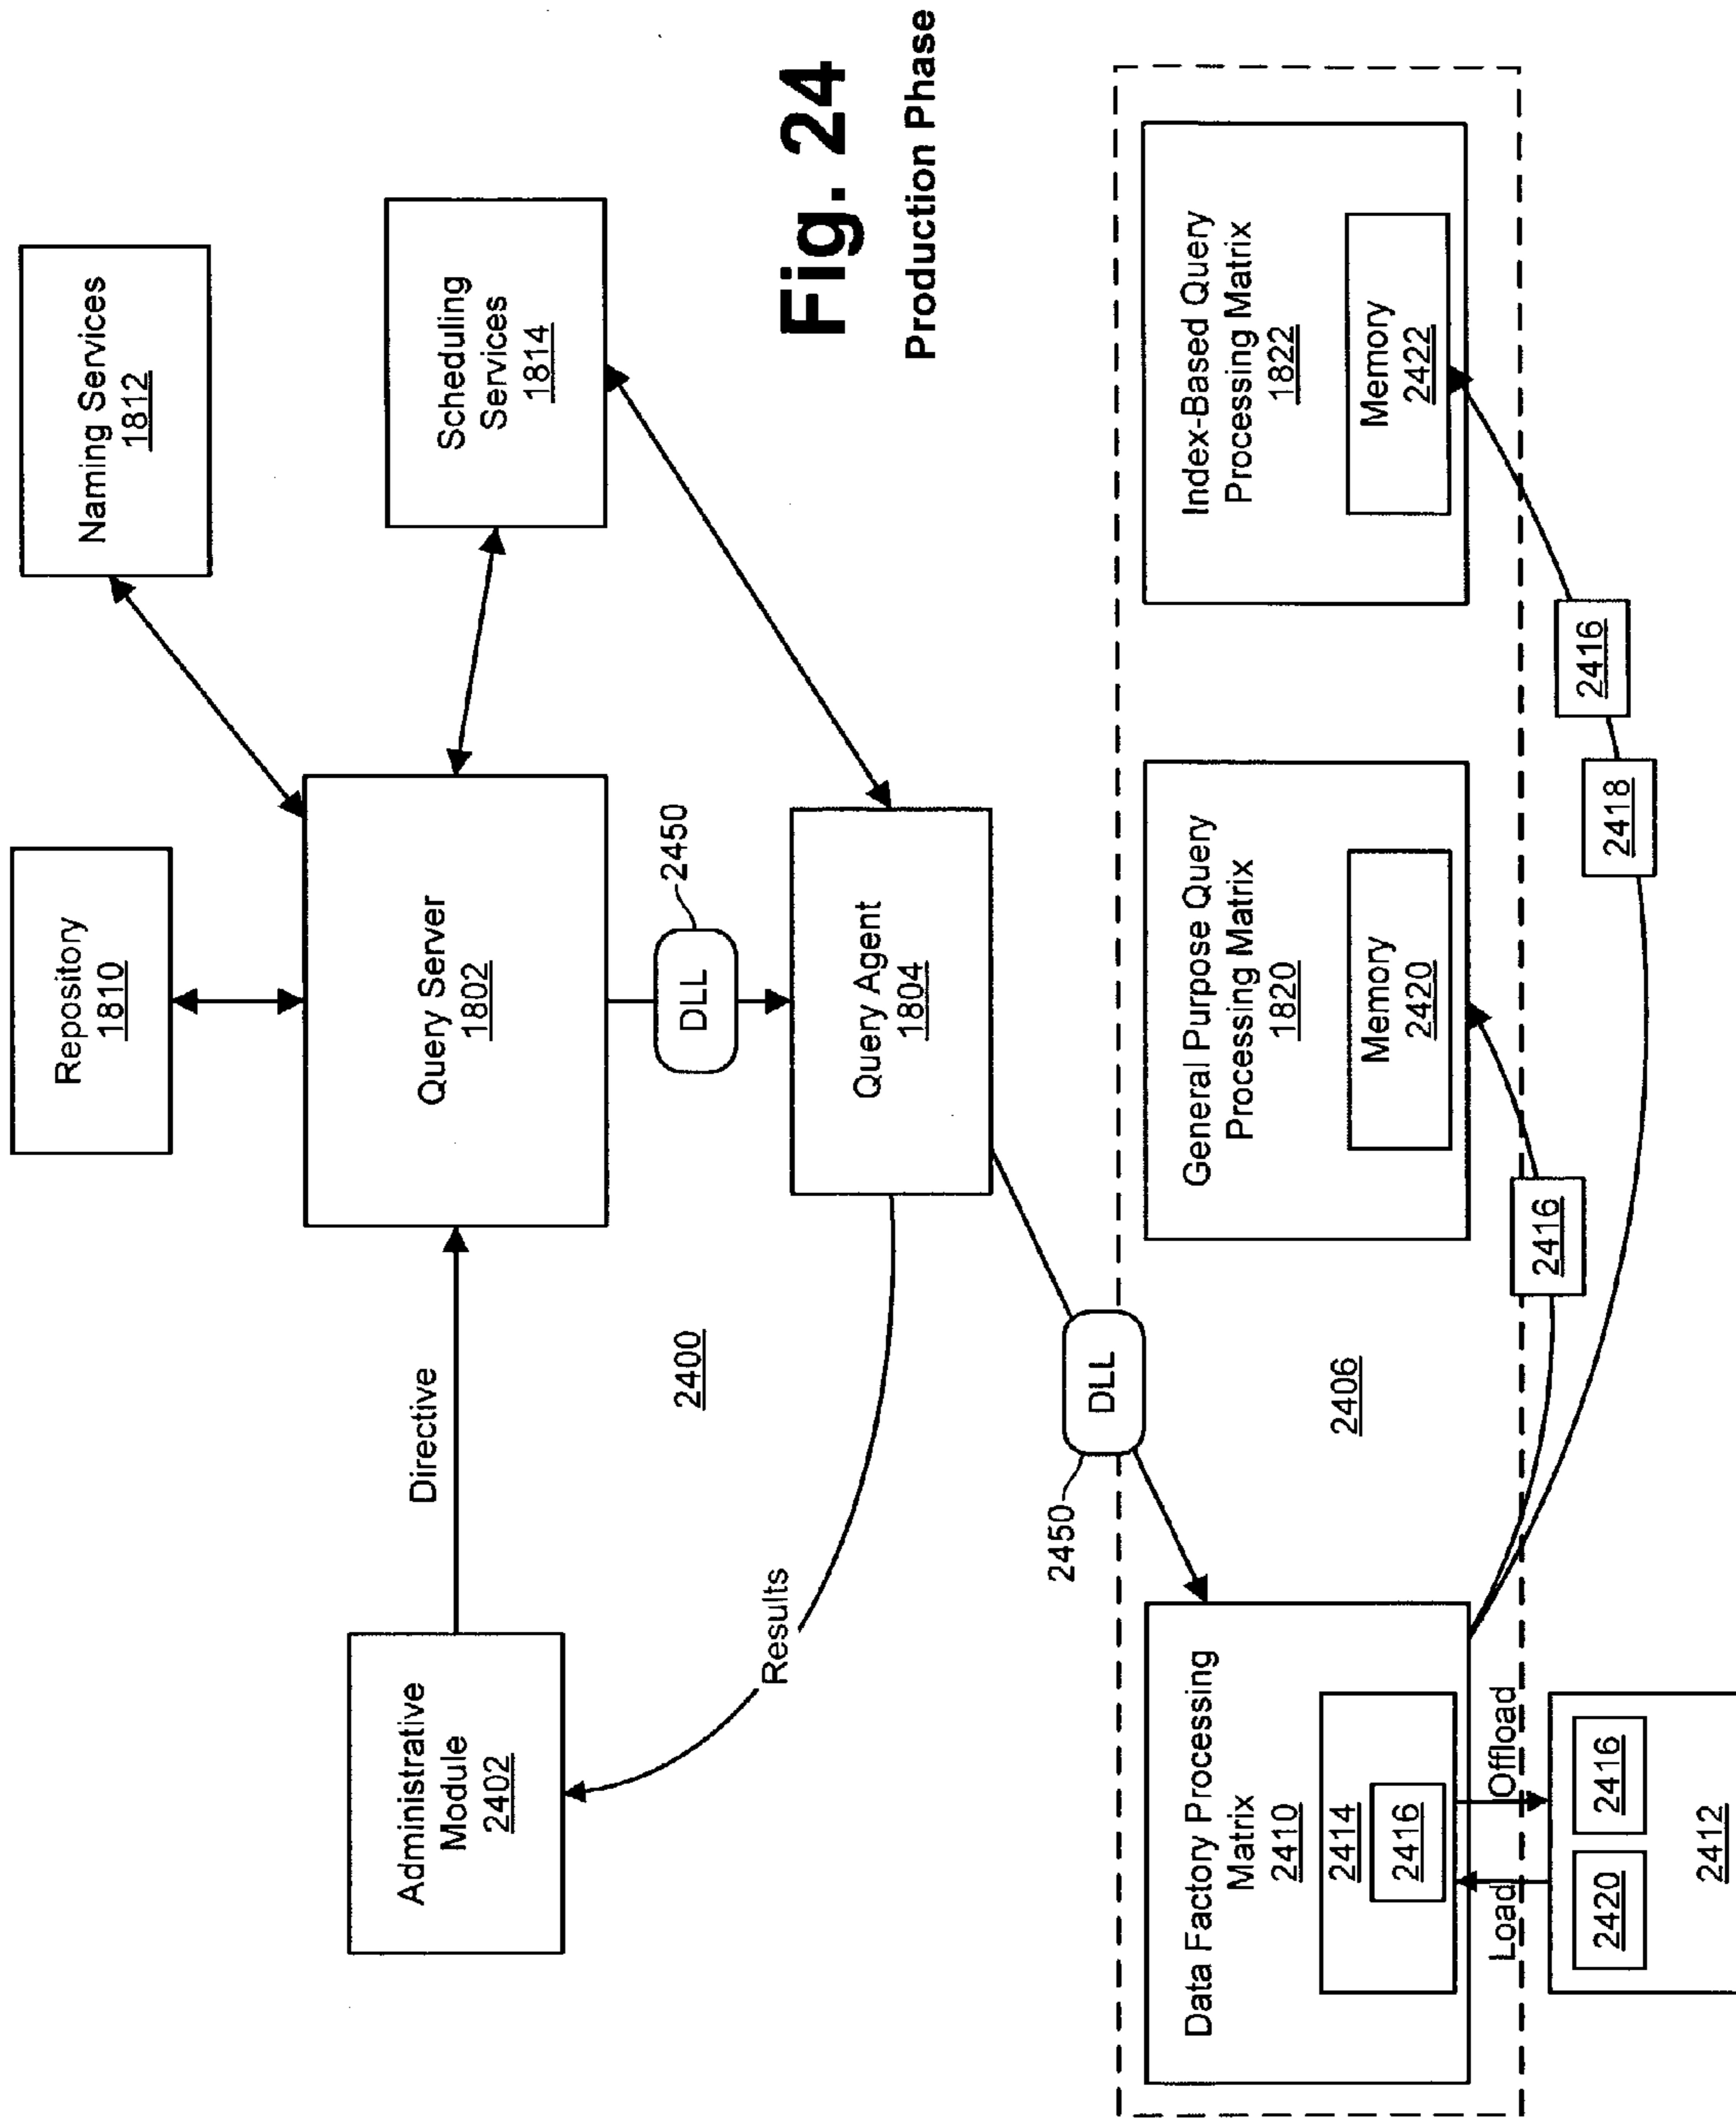 Repository
1810
Naming Services
1812
Administrative
Module
2402
Directive
Query Server
1802
Scheduling
Services
1814
2400
DLL
2450
Results
Query Agent
1804
Fig. 24
Production Phase
2450
DLL
2406
Data Factory Processing
Matrix
2410
2414
2416
General Purpose Query
Processing Matrix
1820
Memory
2420
Index-Based Query
Processing Matrix
1822
Memory
2422
Load
Offload
2420
2416
2412
2416
2418
2416